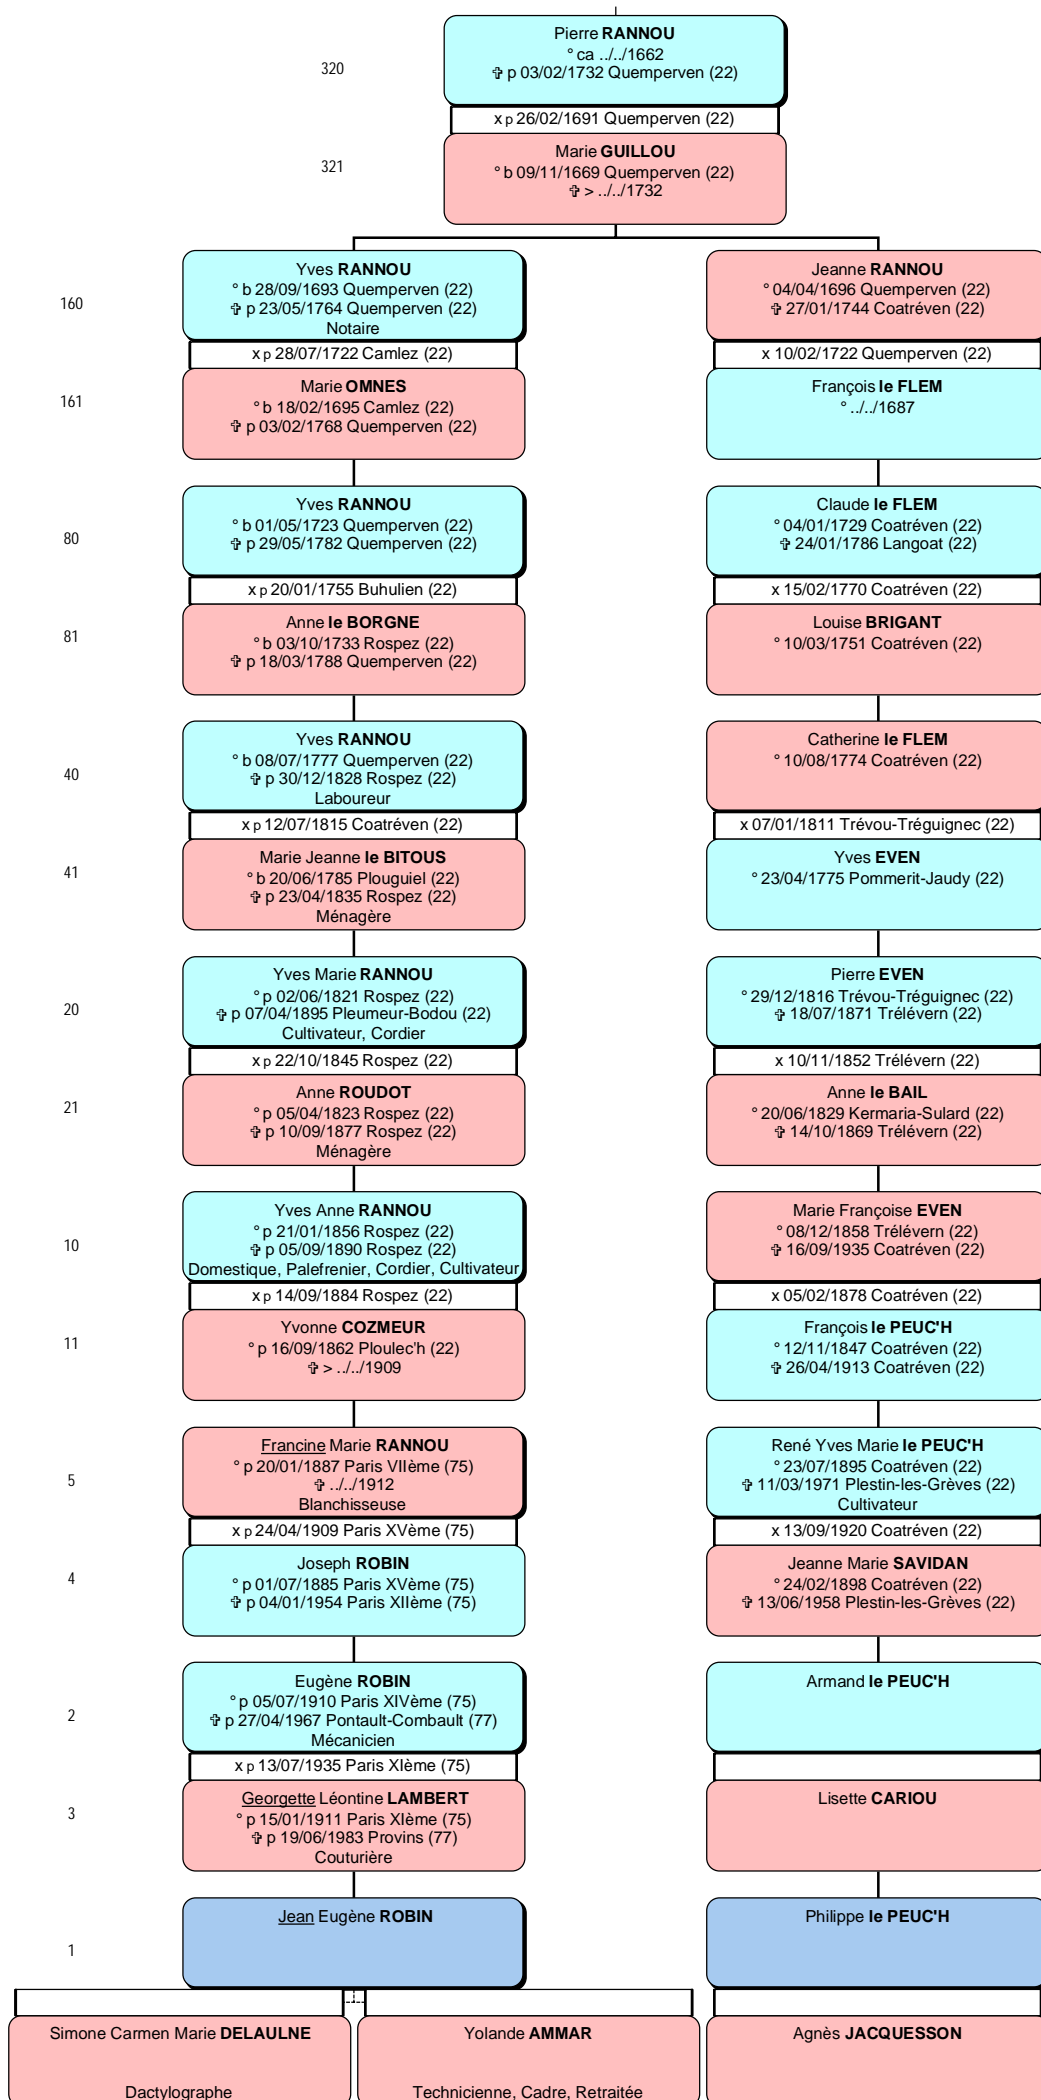 Pierre RANNOU
° ca ../../1662
✞ p 03/02/1732 Quemperven (22)
320
x p 26/02/1691 Quemperven (22)
Marie GUILLOU
° b 09/11/1669 Quemperven (22)
✞ > ../../1732
321
Yves RANNOU
° b 28/09/1693 Quemperven (22)
✞ p 23/05/1764 Quemperven (22)
Notaire
Jeanne RANNOU
° 04/04/1696 Quemperven (22)
✞ 27/01/1744 Coatréven (22)
160
x p 28/07/1722 Camlez (22)
x 10/02/1722 Quemperven (22)
Marie OMNES
° b 18/02/1695 Camlez (22)
✞ p 03/02/1768 Quemperven (22)
François le FLEM
° ../../1687
161
Yves RANNOU
° b 01/05/1723 Quemperven (22)
✞ p 29/05/1782 Quemperven (22)
Claude le FLEM
° 04/01/1729 Coatréven (22)
✞ 24/01/1786 Langoat (22)
80
x p 20/01/1755 Buhulien (22)
x 15/02/1770 Coatréven (22)
Anne le BORGNE
° b 03/10/1733 Rospez (22)
✞ p 18/03/1788 Quemperven (22)
Louise BRIGANT
° 10/03/1751 Coatréven (22)
81
Yves RANNOU
° b 08/07/1777 Quemperven (22)
✞ p 30/12/1828 Rospez (22)
Laboureur
Catherine le FLEM
° 10/08/1774 Coatréven (22)
40
x p 12/07/1815 Coatréven (22)
x 07/01/1811 Trévou-Tréguignec (22)
Marie Jeanne le BITOUS
° b 20/06/1785 Plouguiel (22)
✞ p 23/04/1835 Rospez (22)
Ménagère
Yves EVEN
° 23/04/1775 Pommerit-Jaudy (22)
41
Yves Marie RANNOU
° p 02/06/1821 Rospez (22)
✞ p 07/04/1895 Pleumeur-Bodou (22)
Cultivateur, Cordier
Pierre EVEN
° 29/12/1816 Trévou-Tréguignec (22)
✞ 18/07/1871 Trélévern (22)
20
x p 22/10/1845 Rospez (22)
x 10/11/1852 Trélévern (22)
Anne ROUDOT
° p 05/04/1823 Rospez (22)
✞ p 10/09/1877 Rospez (22)
Ménagère
Anne le BAIL
° 20/06/1829 Kermaria-Sulard (22)
✞ 14/10/1869 Trélévern (22)
21
Yves Anne RANNOU
° p 21/01/1856 Rospez (22)
✞ p 05/09/1890 Rospez (22)
Domestique, Palefrenier, Cordier, Cultivateur
Marie Françoise EVEN
° 08/12/1858 Trélévern (22)
✞ 16/09/1935 Coatréven (22)
10
x p 14/09/1884 Rospez (22)
x 05/02/1878 Coatréven (22)
Yvonne COZMEUR
° p 16/09/1862 Ploulec'h (22)
✞ > ../../1909
François le PEUC'H
° 12/11/1847 Coatréven (22)
✞ 26/04/1913 Coatréven (22)
11
Francine Marie RANNOU
° p 20/01/1887 Paris VIIème (75)
✞ ../../1912
Blanchisseuse
René Yves Marie le PEUC'H
° 23/07/1895 Coatréven (22)
✞ 11/03/1971 Plestin-les-Grèves (22)
Cultivateur
5
x p 24/04/1909 Paris XVème (75)
x 13/09/1920 Coatréven (22)
Joseph ROBIN
° p 01/07/1885 Paris XVème (75)
✞ p 04/01/1954 Paris XIIème (75)
Jeanne Marie SAVIDAN
° 24/02/1898 Coatréven (22)
✞ 13/06/1958 Plestin-les-Grèves (22)
4
Eugène ROBIN
° p 05/07/1910 Paris XIVème (75)
✞ p 27/04/1967 Pontault-Combault (77)
Mécanicien
Armand le PEUC'H
2
x p 13/07/1935 Paris XIème (75)
Georgette Léontine LAMBERT
° p 15/01/1911 Paris XIème (75)
✞ p 19/06/1983 Provins (77)
Couturière
Lisette CARIOU
3
Jean Eugène ROBIN
Philippe le PEUC'H
1
Simone Carmen Marie DELAULNE
Dactylographe
Yolande AMMAR
Technicienne, Cadre, Retraitée
Agnès JACQUESSON